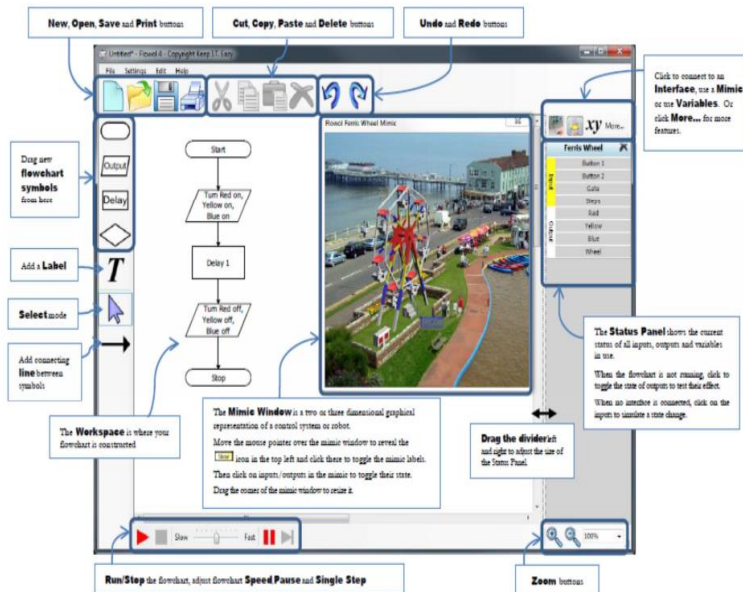 New, Open, Save and Print buttons
Cut, Copy, Paste and Delete buttons
Undo and Redo buttons
Untitled* - Flowol 4 - Copyright Keep I.T. Easy
File Settings Edit Help
Click to connect to an
Interface, use a Mimic
or use Variables. Or
click More... for more
features.
xy More...
Drag new
flowchart
symbols
from here
Output
Delay
Add a Label
T
Select mode
Add connecting
line between
symbols
Start
Turn Red on,
Yellow on,
Blue on
Delay 1
Turn Red off,
Yellow off,
Blue off
Stop
Flowol Ferris Wheel Mimic
Ferris Wheel
Input
Button 1
Button 2
Gate
Steps
Output
Red
Yellow
Blue
Wheel
The Status Panel shows the current
status of all inputs, outputs and variables
in use.
When the flowchart is not running, click to
toggle the state of outputs to test their effect.
When no interface is connected, click on the
inputs to simulate a state change.
The Workspace is where your
flowchart is constructed
The Mimic Window is a two or three dimensional graphical
representation of a control system or robot.
Move the mouse pointer over the mimic window to reveal the
icon in the top left and click there to toggle the mimic labels.
Then click on inputs/outputs in the mimic to toggle their state.
Drag the corner of the mimic window to resize it.
Drag the divider left
and right to adjust the size of
the Status Panel
Slow Fast
100%
Run/Stop the flowchart, adjust flowchart Speed Pause and Single Step
Zoom buttons